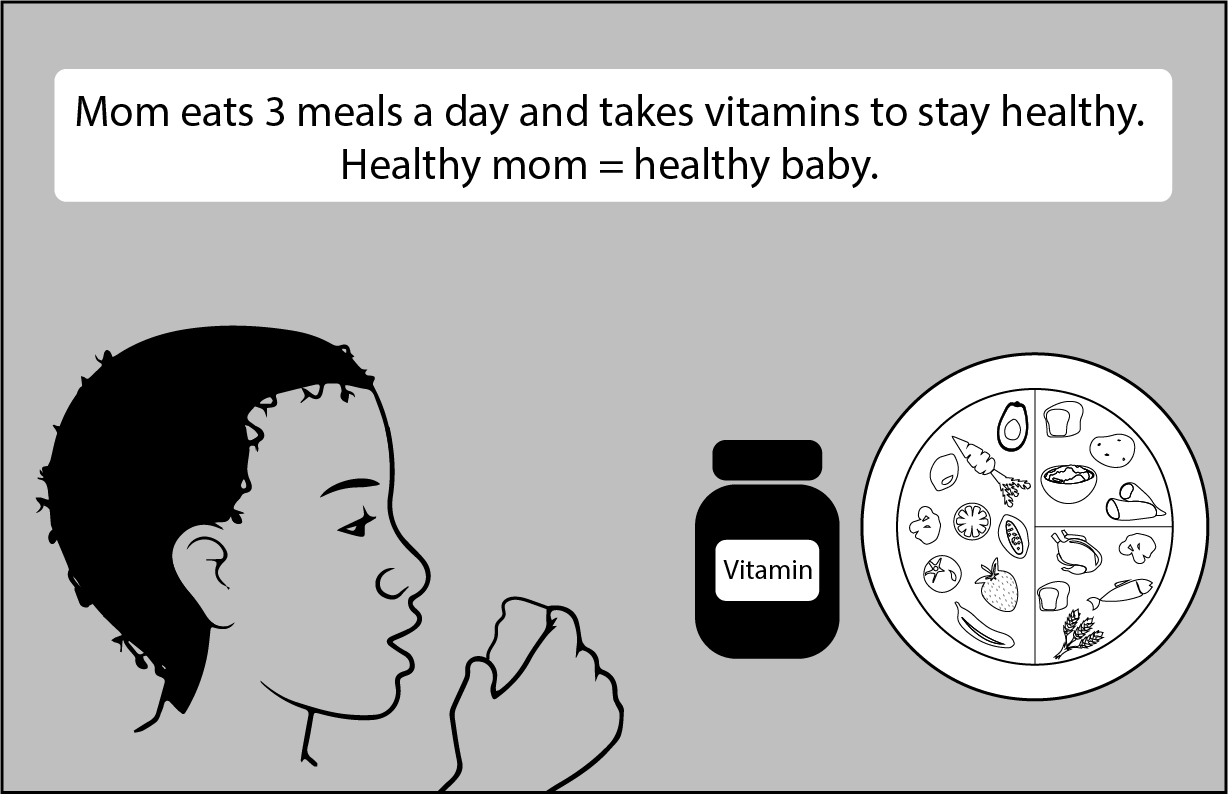 Mom eats 3 meals a day and takes vitamins to stay healthy.
Healthy mom = healthy baby.
Vitamin